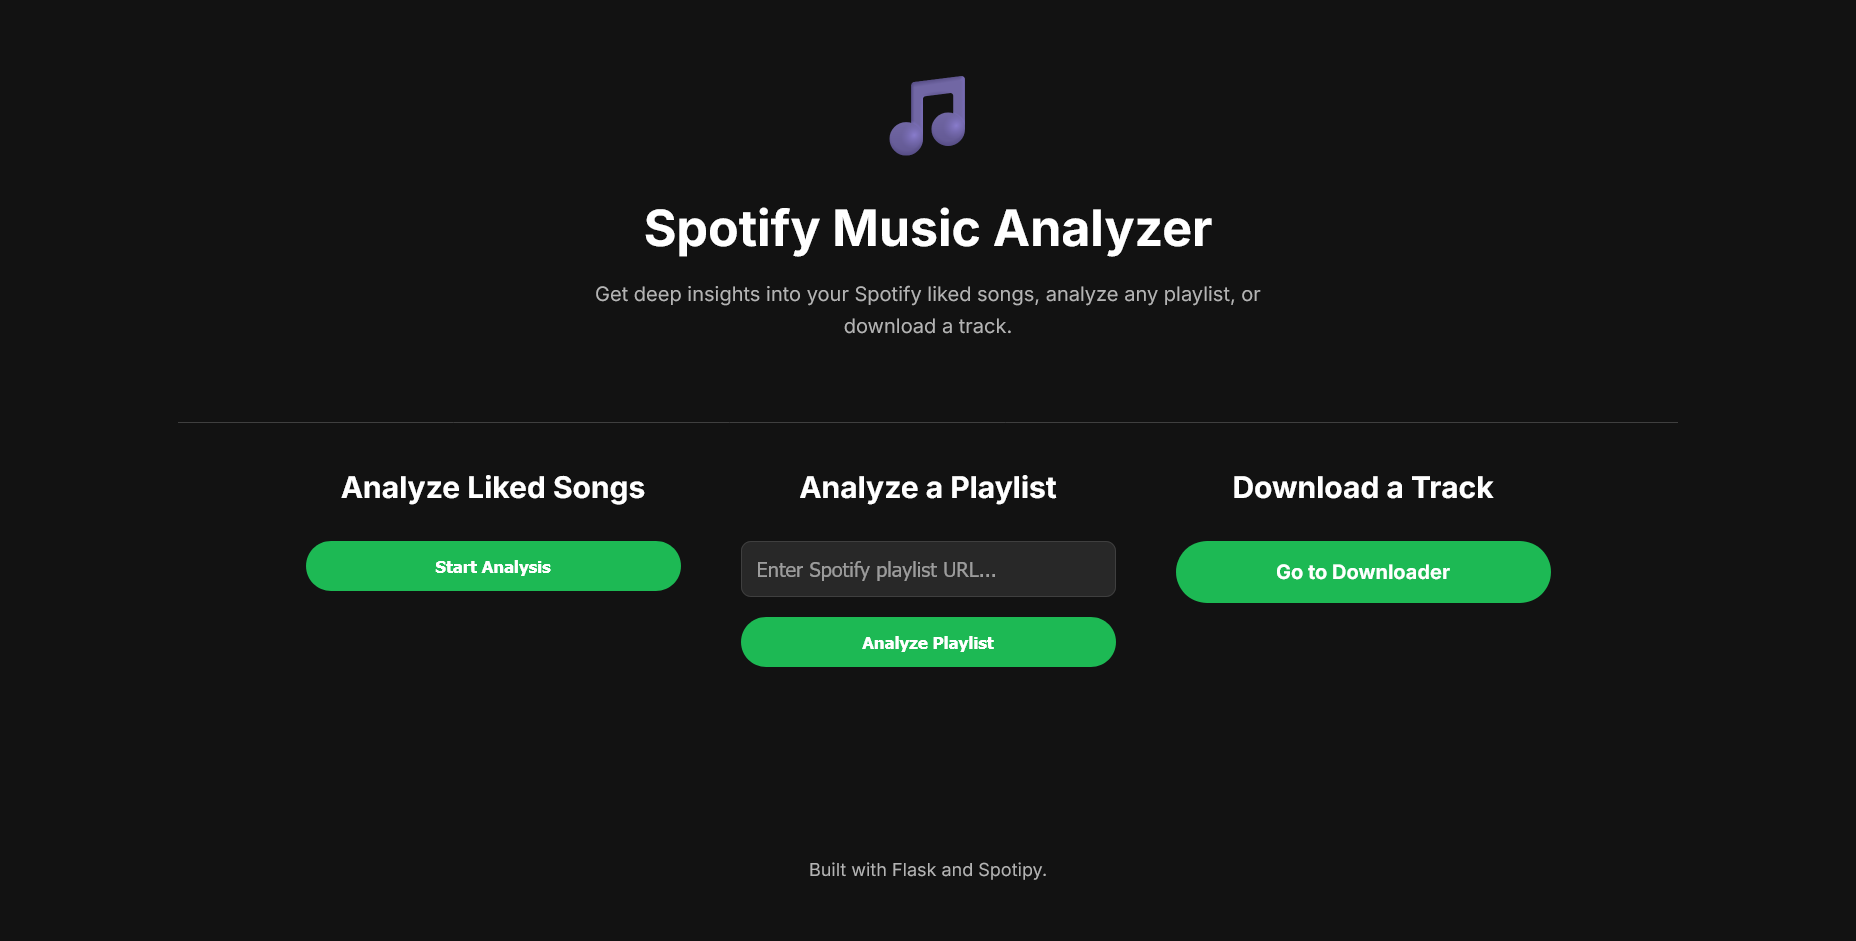 Spotify Music Analyzer
Get deep insights into your Spotify liked songs, analyze any playlist, or
download a track.
Analyze Liked Songs
Start Analysis
Analyze a Playlist
Enter Spotify playlist URL...
Analyze Playlist
Download a Track
Go to Downloader
Built with Flask and Spotipy.